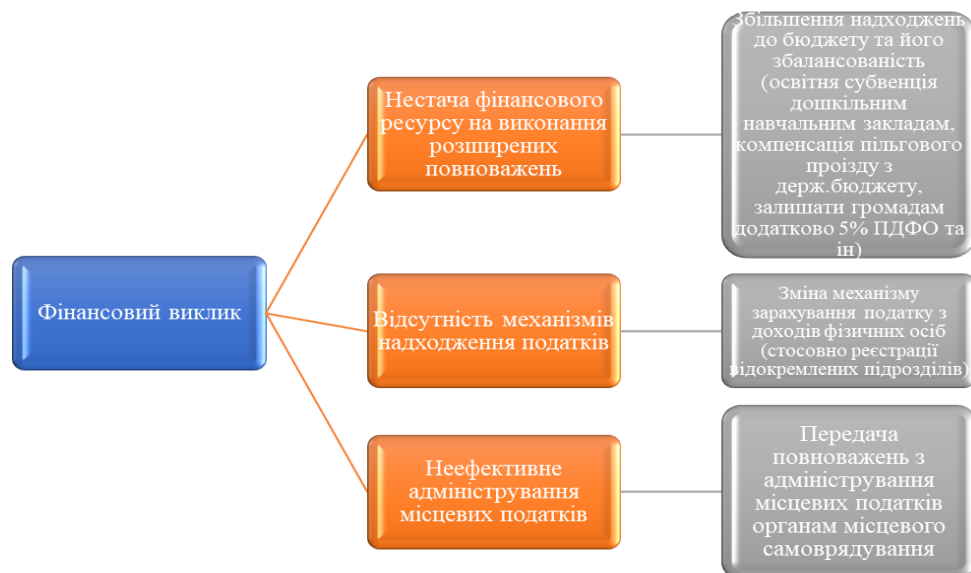 Фінансовий виклик
Нестача фінансового
ресурсу на виконання
розширених
повноважень
Збільшення надходжень
до бюджету та його
збалансованість
(освітня субвенція
дошкільним
навчальним закладам,
компенсація пільгового
проїзду з
держ.бюджету,
залишати громадам
додатково 5% ПДФО та
ін)
Відсутність механізмів
надходження податків
Зміна механізму
зарахування податку з
доходів фізичних осіб
(стосовно реєстрації
відокремлених підрозділів)
Неефективне
адміністрування
місцевих податків
Передача
повноважень з
адміністрування
місцевих податків
органам місцевого
самоврядування